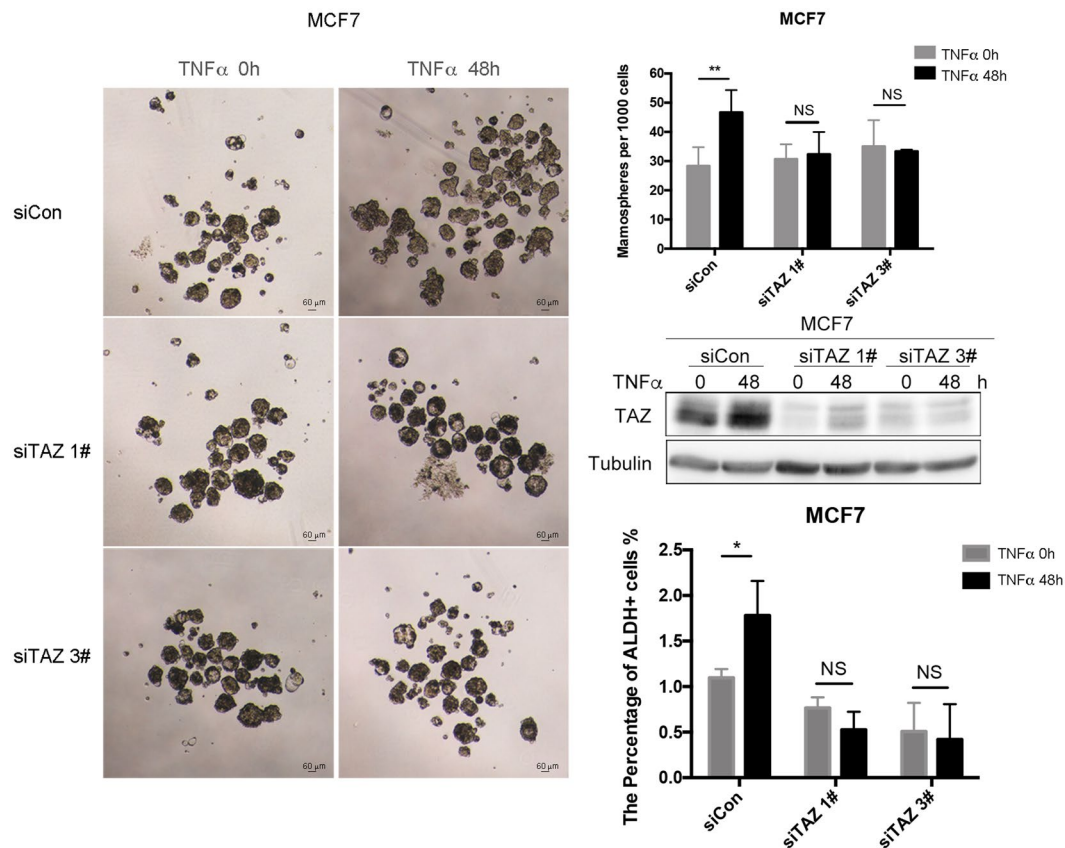 MCF7
TNFα 0h
TNFα 48h
siCon
60 μm
60 μm
siTAZ 1#
60 μm
60 μm
siTAZ 3#
60 μm
60 μm
MCF7
TNFα 0h
TNFα 48h
Mamospheres per 1000 cells
60
50
40
30
20
10
0
**
NS
NS
siCon
siTAZ 1#
siTAZ 3#
MCF7
siCon siTAZ 1# siTAZ 3#
TNFα 0 48 0 48 0 48 h
TAZ
Tubulin
MCF7
TNFα 0h
TNFα 48h
The Percentage of ALDH+ cells %
2.5
2.0
1.5
1.0
0.5
0.0
*
NS
NS
siCon
siTAZ 1#
siTAZ 3#